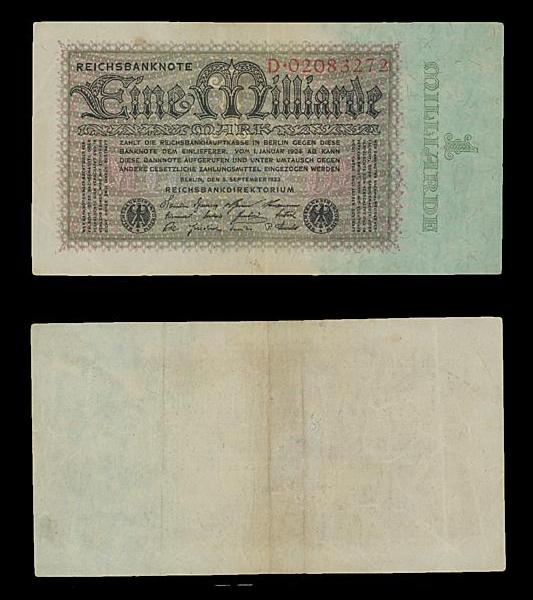 REICHSBANKNOTE
D·02083272
Eine Milliarde
MARK
ZAHLT DIE REICHSBANKHAUPTKASSE IN BERLIN GEGEN DIESE
BANKNOTE DEM EINLIEFERER. VOM 1. JANUAR 1924 AB KANN
DIESE BANKNOTE AUFGERUFEN UND UNTER UMTAUSCH GEGEN
ANDERE GESETZLICHE ZAHLUNGSMITTEL EINGEZOGEN WERDEN
BERLIN, DEN 5. SEPTEMBER 1923
REICHSBANKDIREKTORIUM
1 MILLIARDE